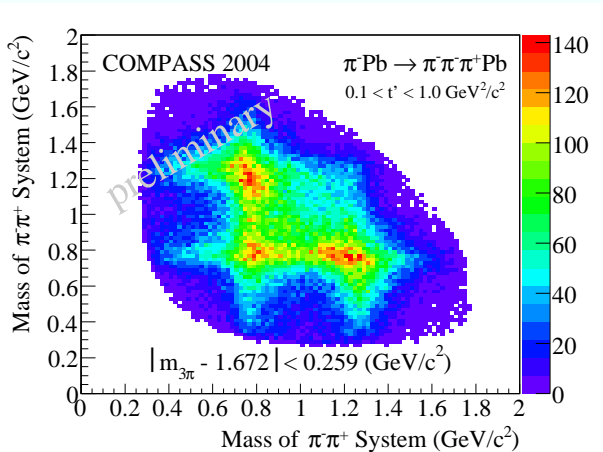 COMPASS 2004
π⁻Pb → π⁻π⁻π⁺Pb
0.1 < t' < 1.0 GeV²/c²
preliminary
|m₃π - 1.672| < 0.259 (GeV/c²)
Mass of π⁻π⁺ System (GeV/c²)
2
1.8
1.6
1.4
1.2
1
0.8
0.6
0.4
0.2
0
0 0.2 0.4 0.6 0.8 1 1.2 1.4 1.6 1.8 2
Mass of π⁻π⁺ System (GeV/c²)
140
120
100
80
60
40
20
0